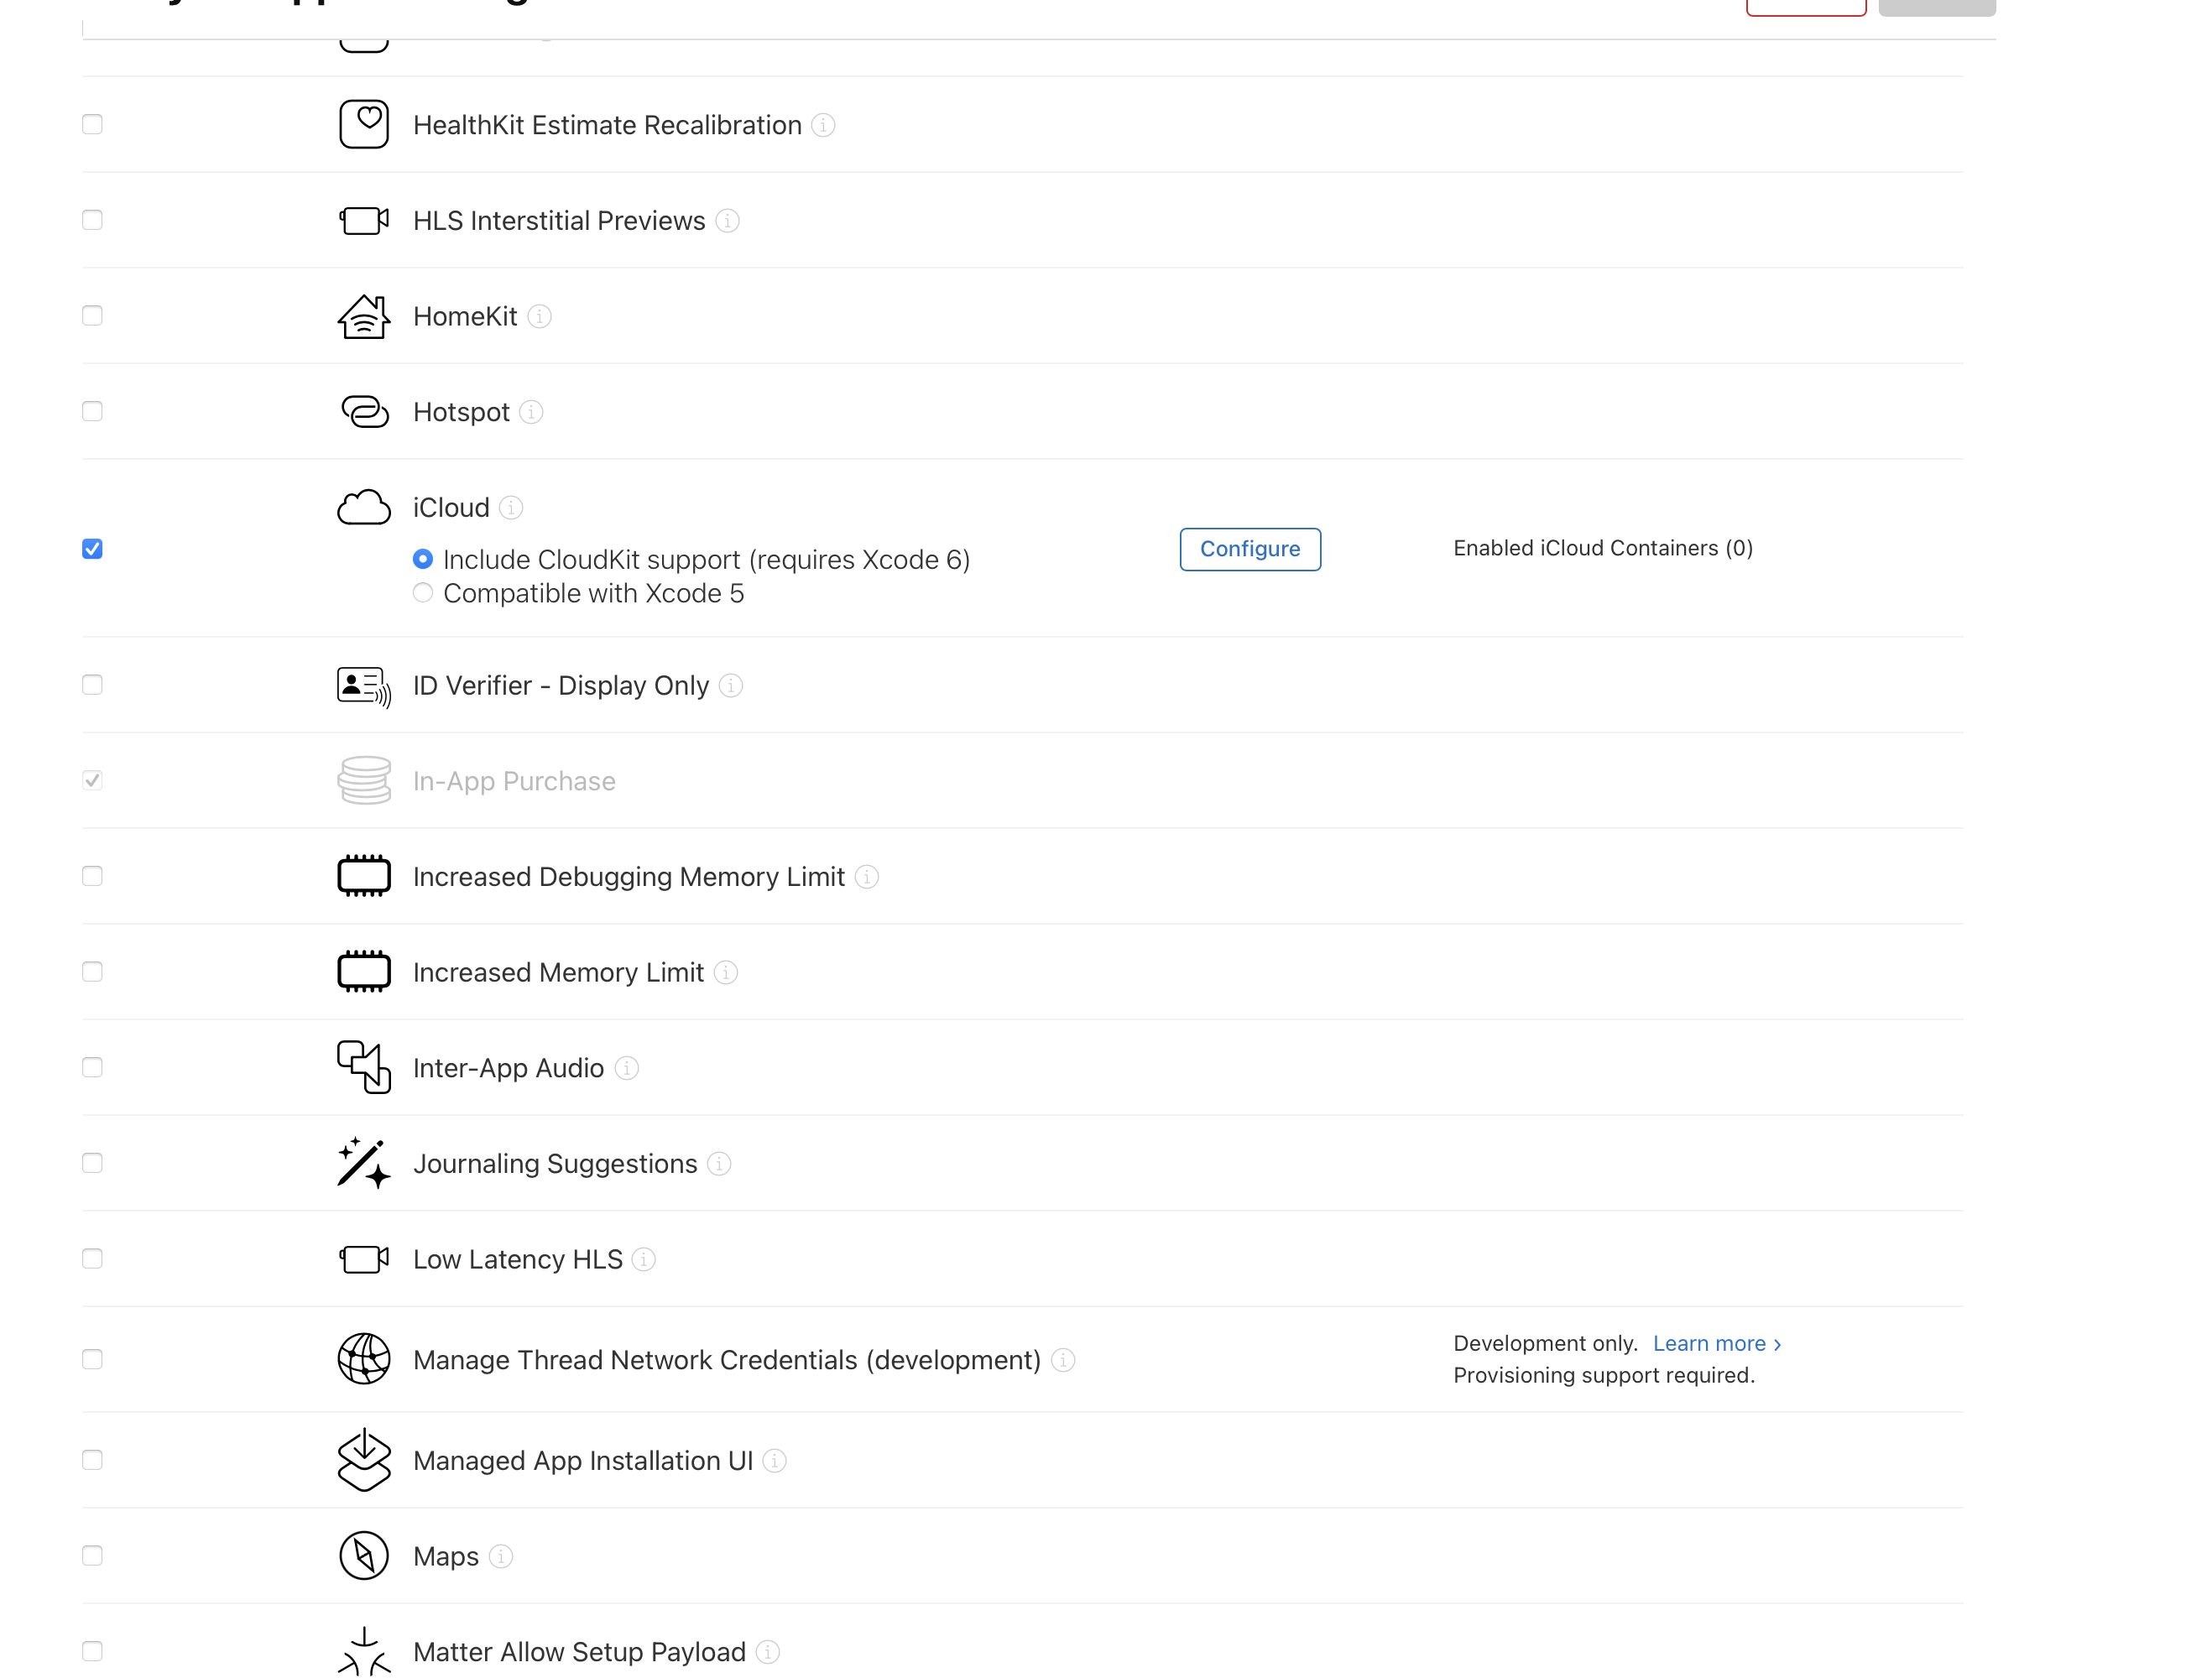 HealthKit Estimate Recalibration
HLS Interstitial Previews
HomeKit
Hotspot
iCloud
Include CloudKit support (requires Xcode 6)
Compatible with Xcode 5
Configure
Enabled iCloud Containers (0)
ID Verifier - Display Only
In-App Purchase
Increased Debugging Memory Limit
Increased Memory Limit
Inter-App Audio
Journaling Suggestions
Low Latency HLS
Manage Thread Network Credentials (development)
Development only. Learn more ›
Provisioning support required.
Managed App Installation UI
Maps
Matter Allow Setup Payload